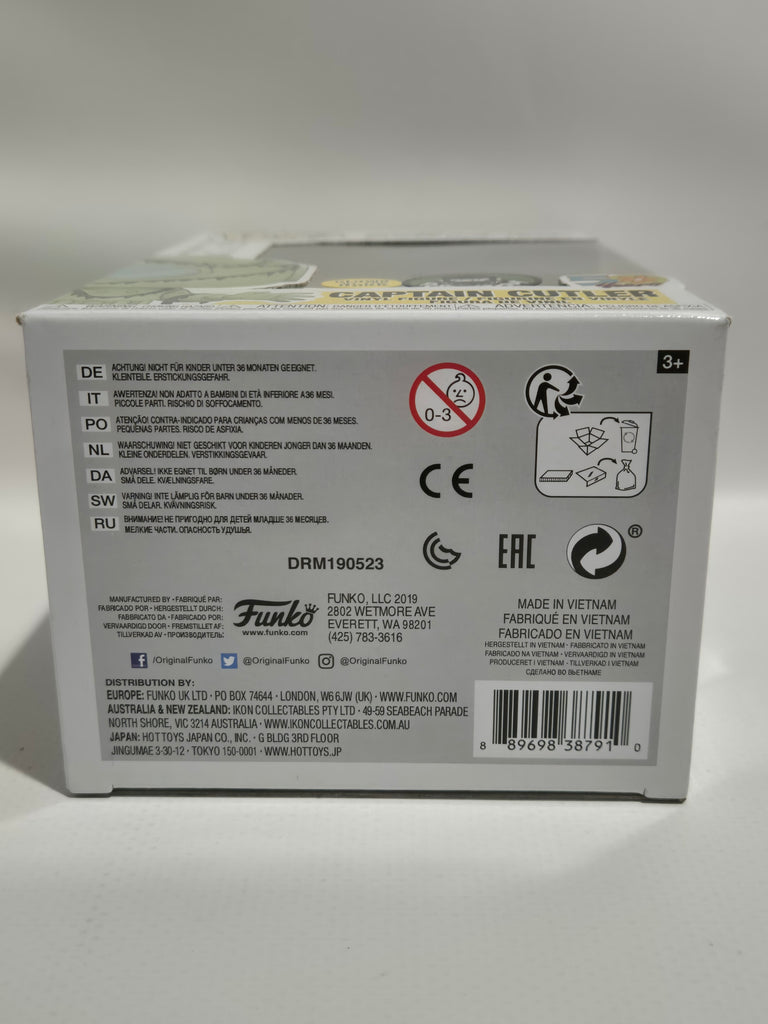 CAPTAIN CUTLER
3+
DE ACHTUNG! NICHT FÜR KINDER UNTER 36 MONATEN GEEIGNET.
KLEINTEILE. ERSTICKUNGSGEFAHR.
IT AVVERTENZA! NON ADATTO A BAMBINI DI ETÀ INFERIORE A 36 MESI.
PICCOLE PARTI. RISCHIO DI SOFFOCAMENTO.
PO ATENÇÃO! CONTRA-INDICADO PARA CRIANÇAS COM MENOS DE 36 MESES.
PEQUENAS PARTES. RISCO DE ASFIXIA.
NL WAARSCHUWING! NIET GESCHIKT VOOR KINDEREN JONGER DAN 36 MAANDEN.
KLEINE ONDERDELEN. VERSTIKKINGSGEVAAR.
DA ADVARSEL! IKKE EGNET TIL BØRN UNDER 36 MÅNEDER.
SMÅ DELE. KVÆLNINGSFARE.
SW VARNING! INTE LÄMPLIG FÖR BARN UNDER 36 MÅNADER.
SMÅ DELAR. KVÄVNINGSRISK.
RU ВНИМАНИЕ! НЕ ПРИГОДНО ДЛЯ ДЕТЕЙ МЛАДШЕ 36 МЕСЯЦЕВ.
МЕЛКИЕ ЧАСТИ. ОПАСНОСТЬ УДУШЬЯ.
0-3
CE
DRM190523
EAC
®
MANUFACTURED BY • FABRIQUÉ PAR:
FABRICADO POR • HERGESTELLT DURCH:
FABBRICATO DA • FABRICADO POR:
VERVAARDIGD DOOR • FREMSTILLET AF:
TILLVERKAD AV • ПРОИЗВОДИТЕЛЬ:
Funko
www.funko.com
FUNKO, LLC 2019
2802 WETMORE AVE
EVERETT, WA 98201
(425) 783-3616
MADE IN VIETNAM
FABRIQUÉ EN VIETNAM
FABRICADO EN VIETNAM
HERGESTELLT IN VIETNAM • FABBRICATO IN VIETNAM
FABRICADO NA VIETNAM • VERVAARDIGD IN VIETNAM
PRODUCERET I VIETNAM • TILLVERKAD I VIETNAM
СДЕЛАНО ВО ВЬЕТНАМЕ
/OriginalFunko @OriginalFunko @OriginalFunko
DISTRIBUTION BY:
EUROPE: FUNKO UK LTD • PO BOX 74644 • LONDON, W6 6JW (UK) • WWW.FUNKO.COM
AUSTRALIA & NEW ZEALAND: IKON COLLECTABLES PTY LTD • 49-59 SEABEACH PARADE
NORTH SHORE, VIC 3214 AUSTRALIA • WWW.IKONCOLLECTABLES.COM.AU
JAPAN: HOT TOYS JAPAN CO., INC. • G BLDG 3RD FLOOR
JINGUMAE 3-30-12 • TOKYO 150-0001 • WWW.HOTTOYS.JP
8 89698 38791 0